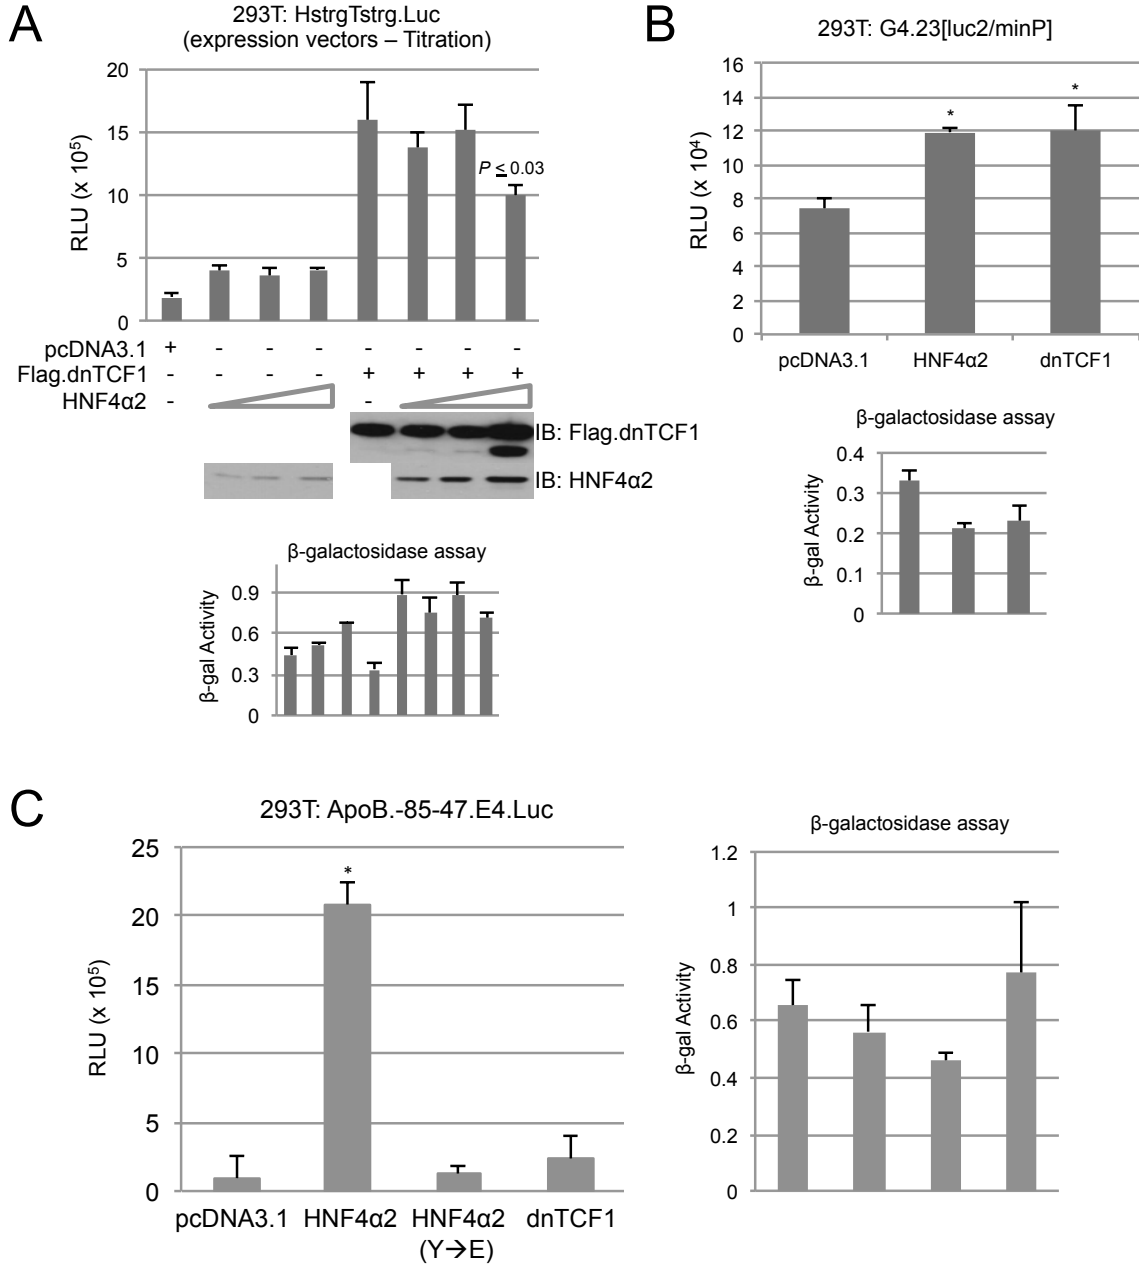 A
293T: HstrgTstrg.Luc
(expression vectors – Titration)
RLU (x 10⁵)
20
15
10
5
0
P ≤ 0.03
pcDNA3.1 + - - - - - - -
Flag.dnTCF1 - - - - + + + +
HNF4α2 - -
IB: Flag.dnTCF1
IB: HNF4α2
β-galactosidase assay
β-gal Activity
0.9
0.6
0.3
0
B
293T: G4.23[luc2/minP]
RLU (x 10⁴)
16
14
12
10
8
6
4
2
0
* *
pcDNA3.1 HNF4α2 dnTCF1
β-galactosidase assay
β-gal Activity
0.4
0.3
0.2
0.1
0
C
293T: ApoB.-85-47.E4.Luc
RLU (x 10⁵)
25
20
15
10
5
0
*
pcDNA3.1 HNF4α2 HNF4α2 dnTCF1
(Y→E)
β-galactosidase assay
β-gal Activity
1.2
1
0.8
0.6
0.4
0.2
0